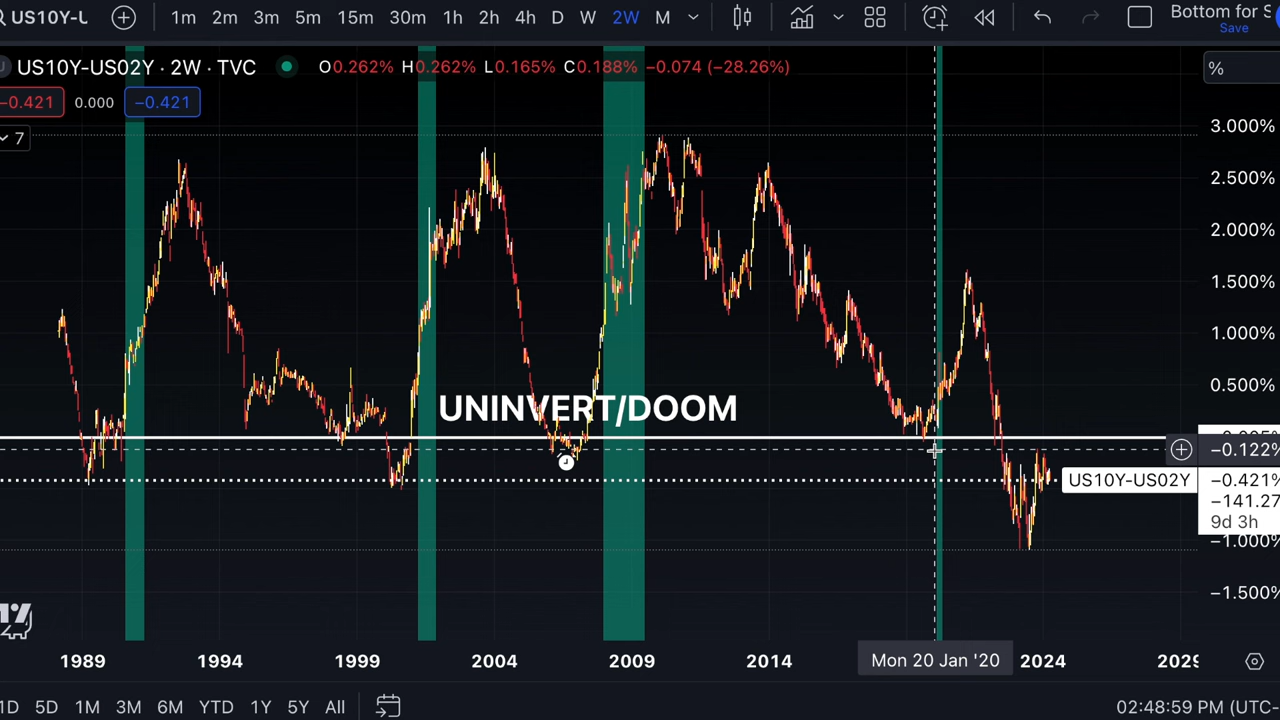 US10Y-U 1m 2m 3m 5m 15m 30m 1h 2h 4h D W 2W M Bottom for S
Save
US10Y-US02Y · 2W · TVC O0.262% H0.262% L0.165% C0.188% −0.074 (−28.26%) %
−0.421 0.000 −0.421
7
3.000%
2.500%
2.000%
1.500%
1.000%
0.500%
UNINVERT/DOOM
−0.122%
US10Y-US02Y −0.421%
−141.27
9d 3h
−1.000%
−1.500%
1989 1994 1999 2004 2009 2014 Mon 20 Jan '20 2024 2029
1D 5D 1M 3M 6M YTD 1Y 5Y All 02:48:59 PM (UTC-